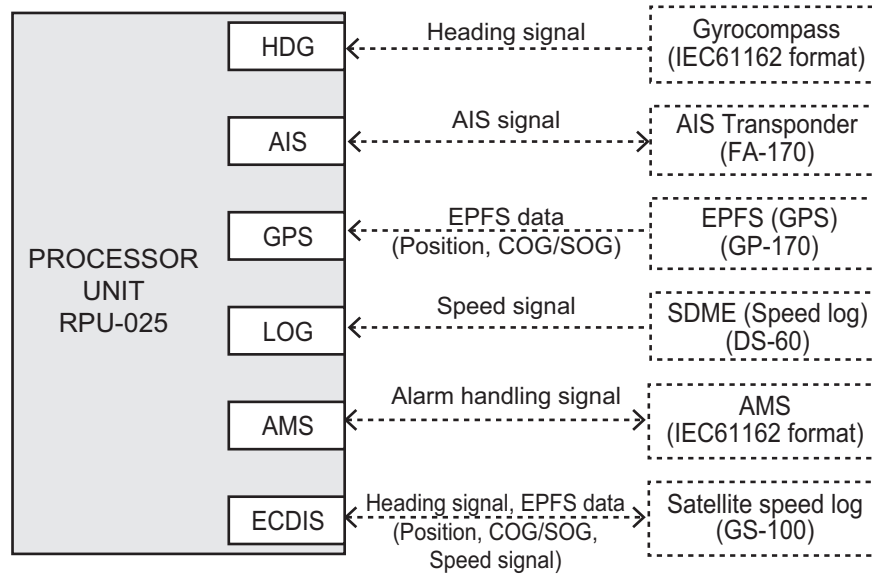 HDG
Heading signal
Gyrocompass
(IEC61162 format)
AIS
AIS signal
AIS Transponder
(FA-170)
PROCESSOR
UNIT
RPU-025
GPS
EPFS data
(Position, COG/SOG)
EPFS (GPS)
(GP-170)
LOG
Speed signal
SDME (Speed log)
(DS-60)
AMS
Alarm handling signal
AMS
(IEC61162 format)
ECDIS
Heading signal, EPFS data
(Position, COG/SOG,
Speed signal)
Satellite speed log
(GS-100)